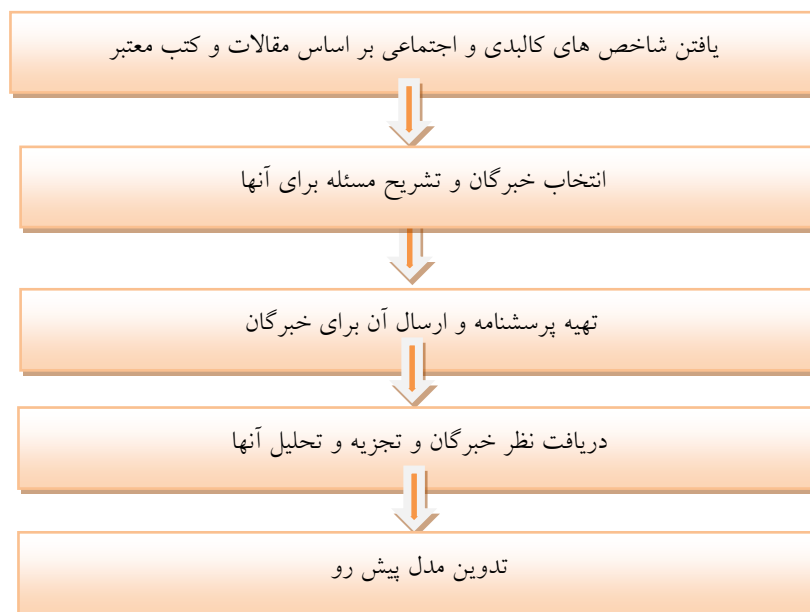 یافتن شاخص های کالبدی و اجتماعی بر اساس مقالات و کتب معتبر
انتخاب خبرگان و تشریح مسئله برای آنها
تهیه پرسشنامه و ارسال آن برای خبرگان
دریافت نظر خبرگان و تجزیه و تحلیل آنها
تدوین مدل پیش رو